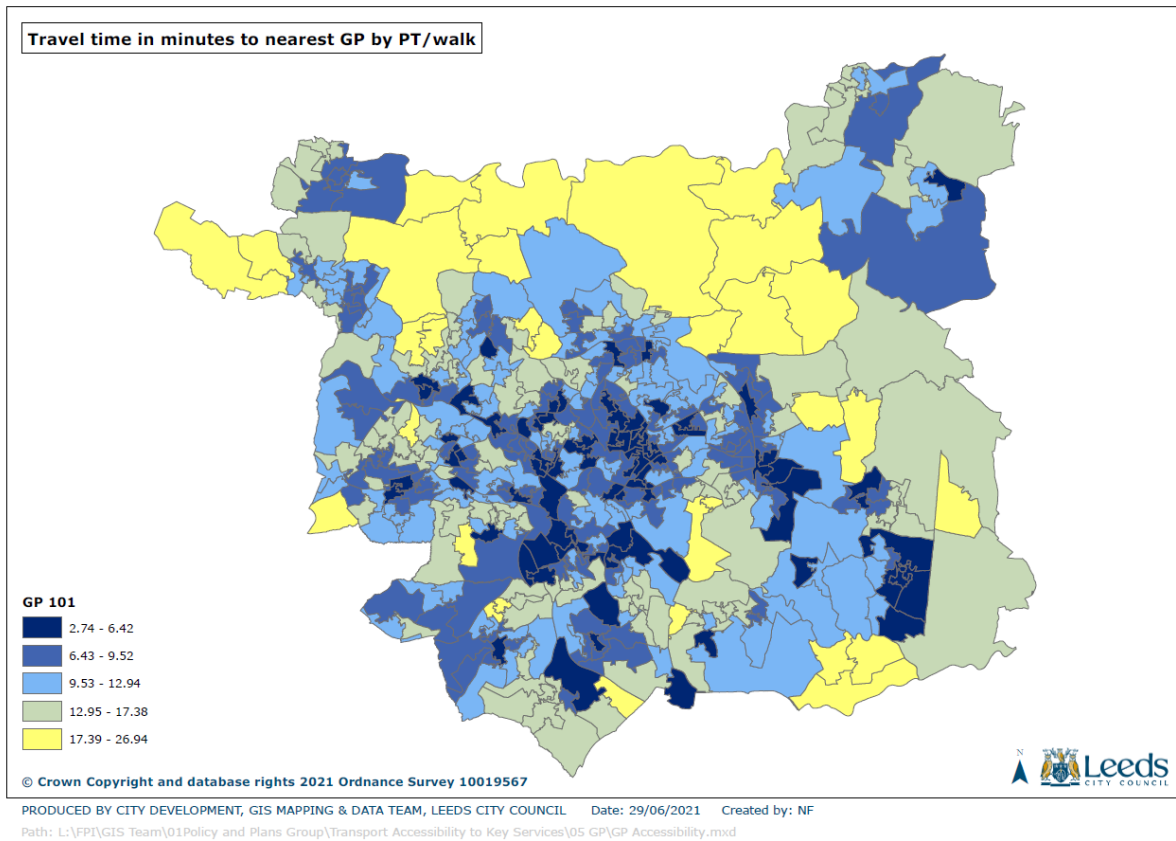 Travel time in minutes to nearest GP by PT/walk
GP 101
2.74 - 6.42
6.43 - 9.52
9.53 - 12.94
12.95 - 17.38
17.39 - 26.94
© Crown Copyright and database rights 2021 Ordnance Survey 10019567
N
Leeds
CITY COUNCIL
PRODUCED BY CITY DEVELOPMENT, GIS MAPPING & DATA TEAM, LEEDS CITY COUNCIL Date: 29/06/2021 Created by: NF
Path: L:\FPI\GIS Team\01Policy and Plans Group\Transport Accessibility to Key Services\05 GP\GP Accessibility.mxd